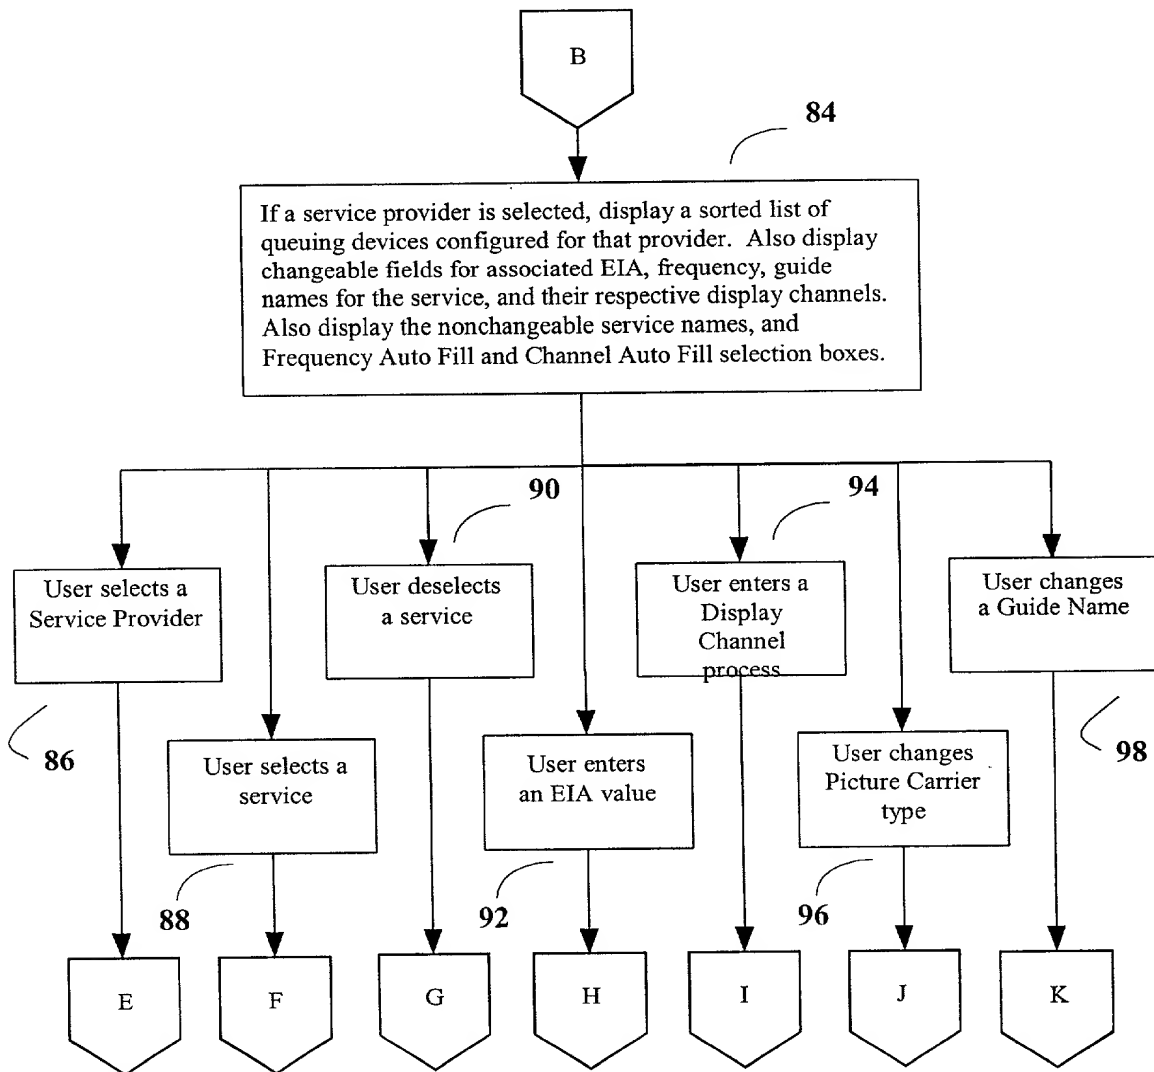 B
84
If a service provider is selected, display a sorted list of
queuing devices configured for that provider. Also display
changeable fields for associated EIA, frequency, guide
names for the service, and their respective display channels.
Also display the nonchangeable service names, and
Frequency Auto Fill and Channel Auto Fill selection boxes.
90
94
User selects a
Service Provider
User deselects
a service
User enters a
Display
Channel
process
User changes
a Guide Name
86
98
User selects a
service
User enters
an EIA value
User changes
Picture Carrier
type
88
92
96
E
F
G
H
I
J
K